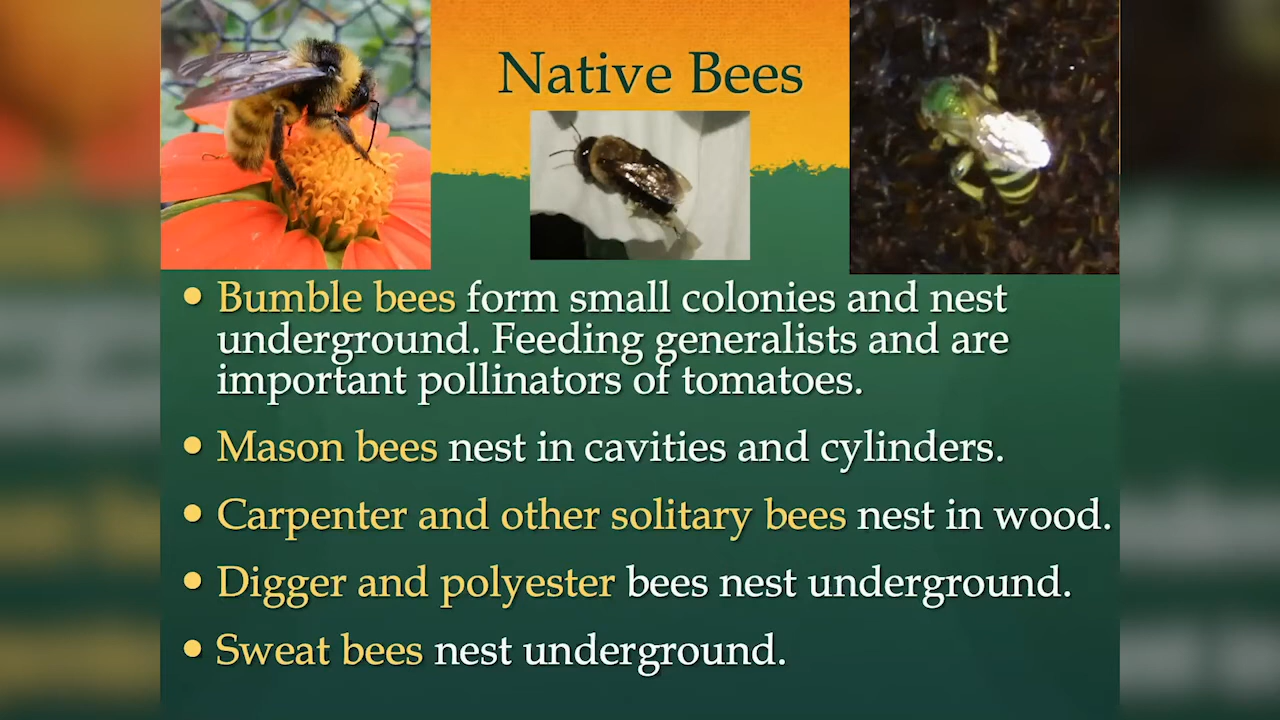 Native Bees
• Bumble bees form small colonies and nest
underground. Feeding generalists and are
important pollinators of tomatoes.
• Mason bees nest in cavities and cylinders.
• Carpenter and other solitary bees nest in wood.
• Digger and polyester bees nest underground.
• Sweat bees nest underground.